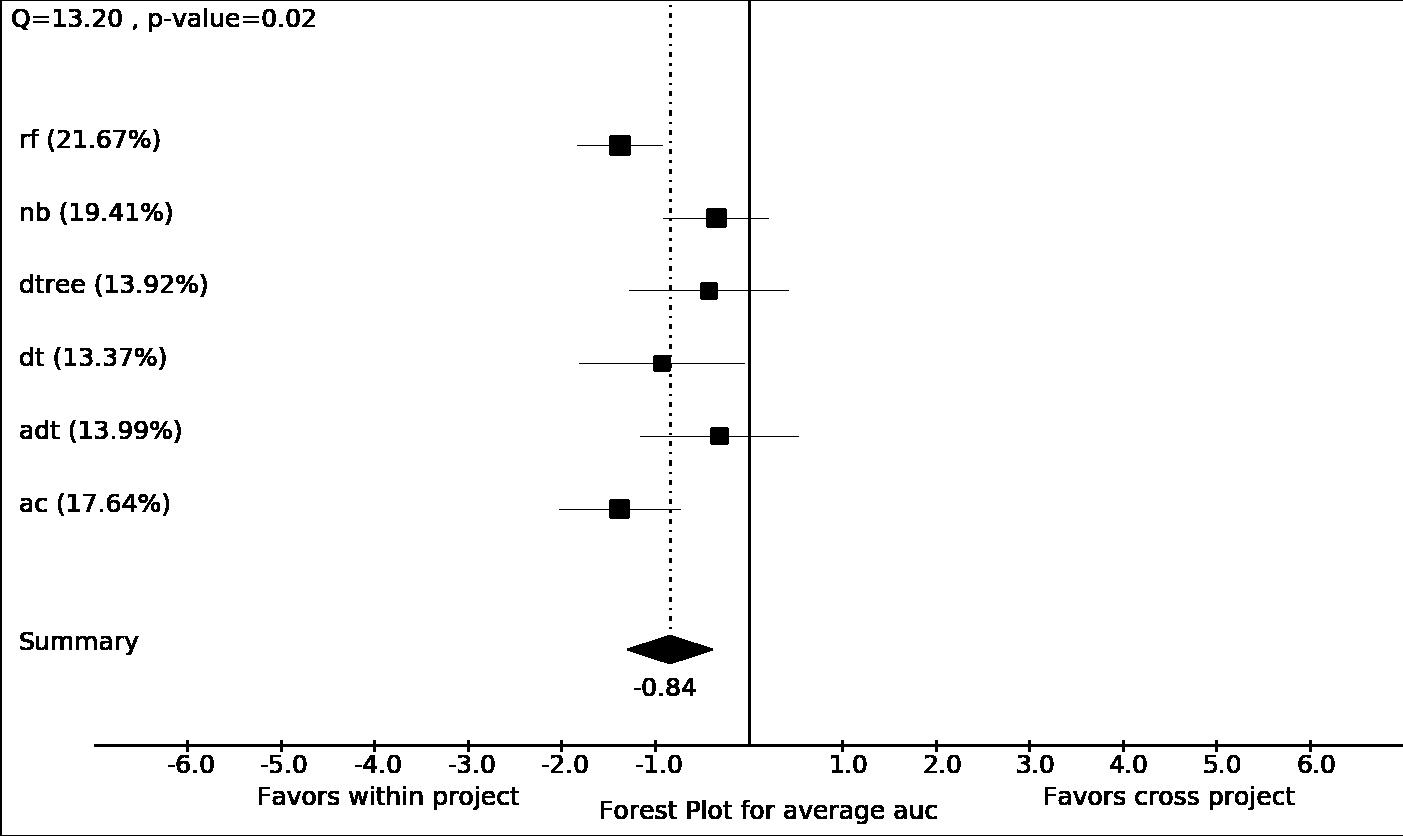 Q=13.20 , p-value=0.02
rf (21.67%)
nb (19.41%)
dtree (13.92%)
dt (13.37%)
adt (13.99%)
ac (17.64%)
Summary
-0.84
-6.0 -5.0 -4.0 -3.0 -2.0 -1.0 1.0 2.0 3.0 4.0 5.0 6.0
Favors within project Forest Plot for average auc Favors cross project